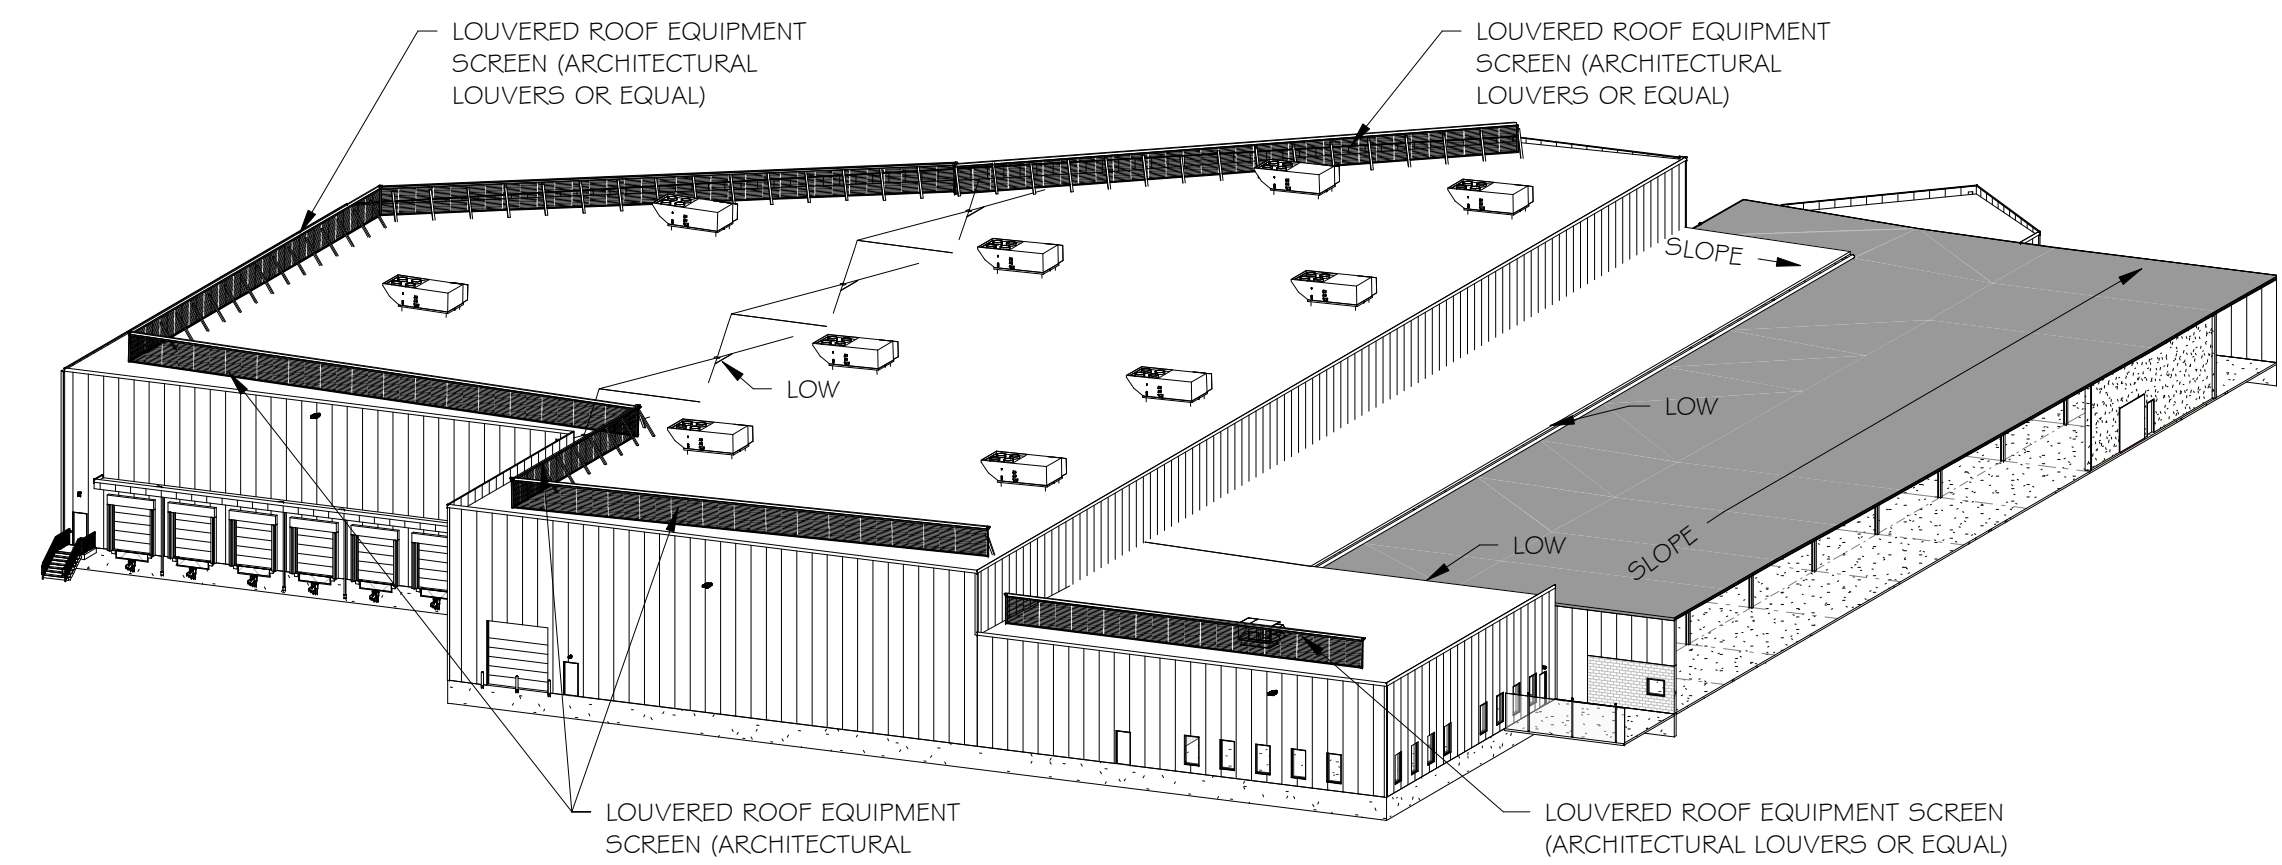 LOUVERED ROOF EQUIPMENT
SCREEN (ARCHITECTURAL
LOUVERS OR EQUAL)
LOUVERED ROOF EQUIPMENT
SCREEN (ARCHITECTURAL
LOUVERS OR EQUAL)
SLOPE
LOW
LOW
LOW
SLOPE
LOUVERED ROOF EQUIPMENT
SCREEN (ARCHITECTURAL
LOUVERED ROOF EQUIPMENT SCREEN
(ARCHITECTURAL LOUVERS OR EQUAL)